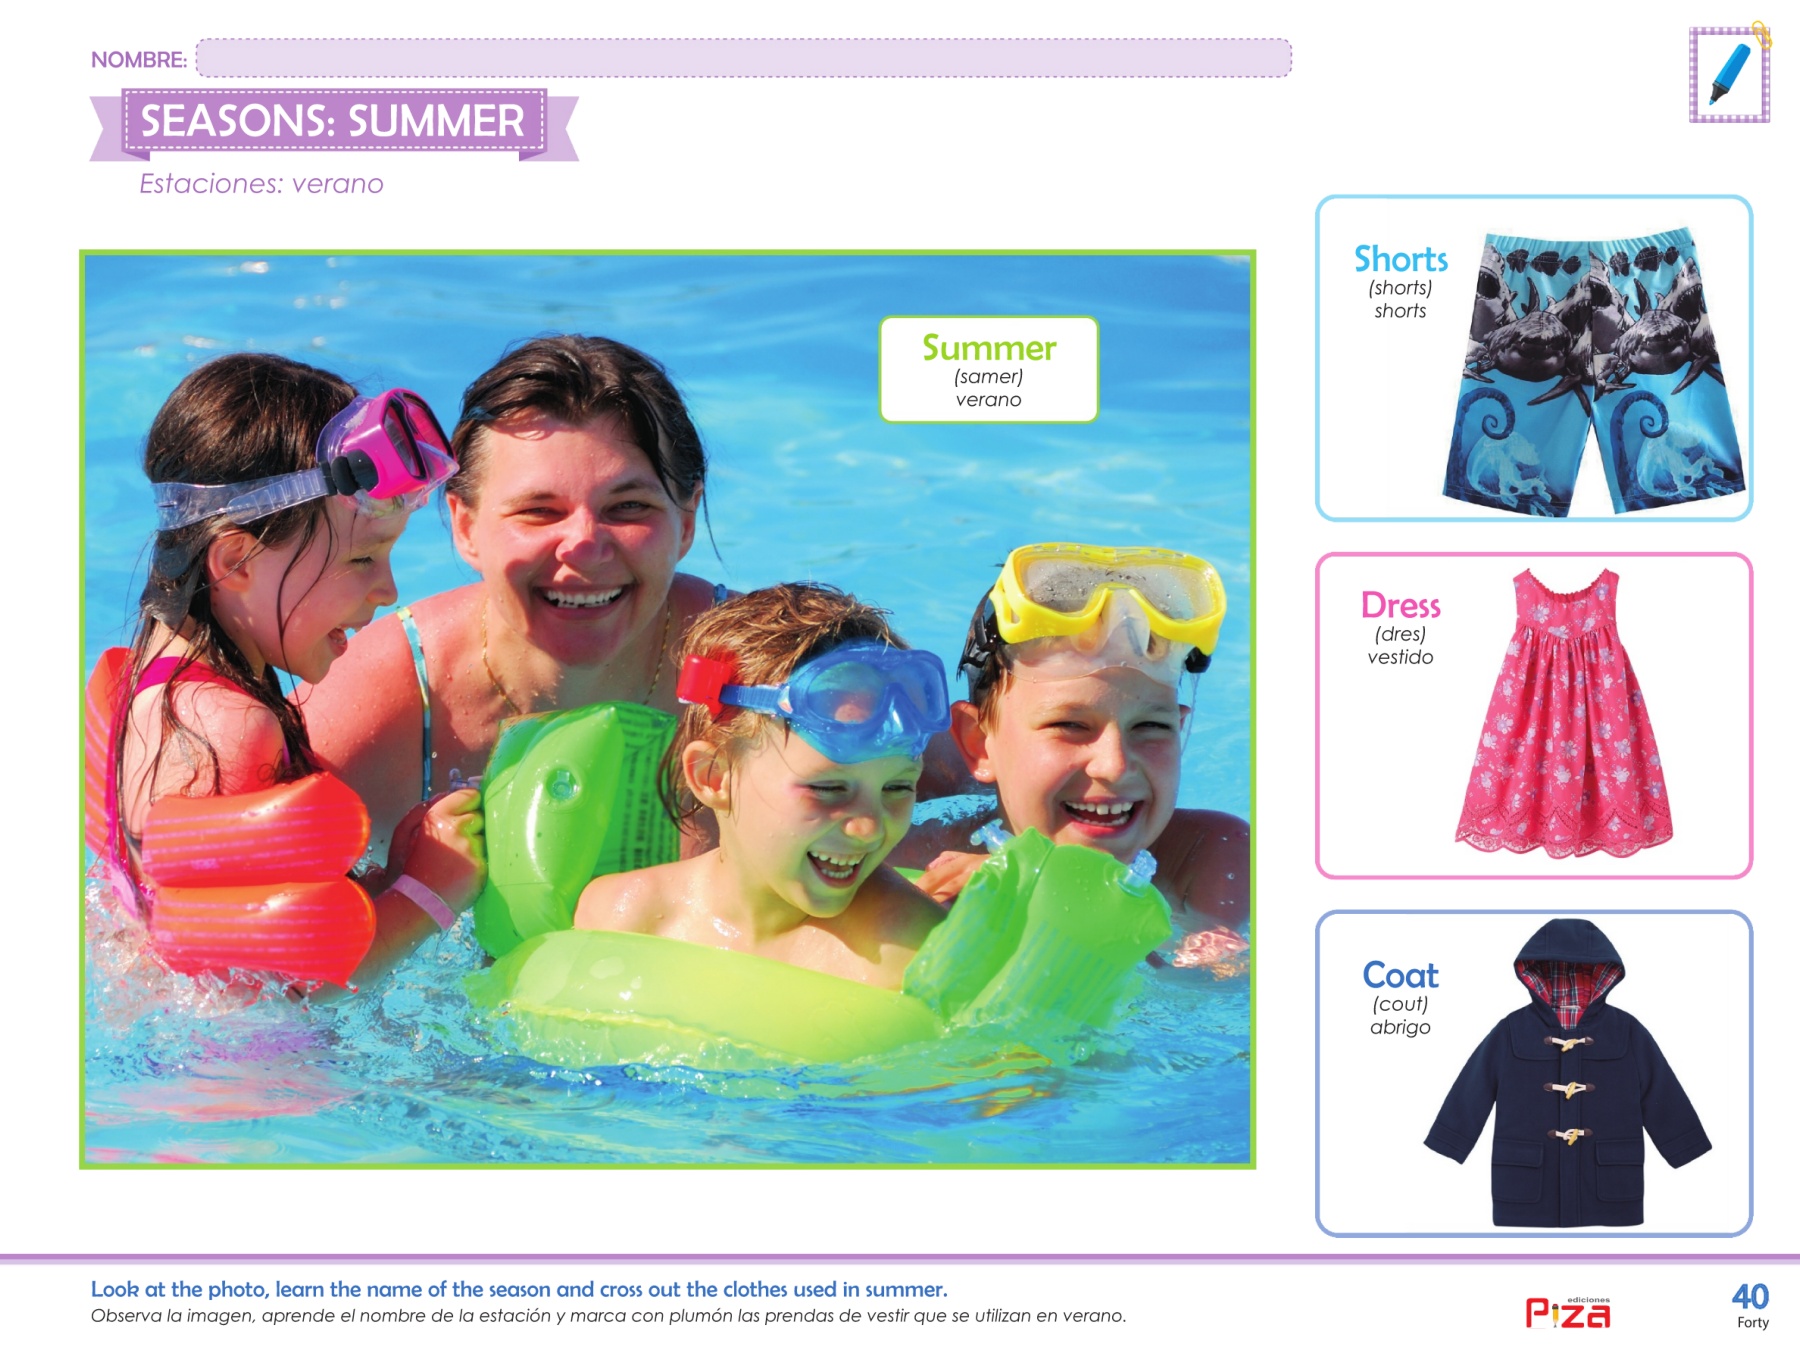 NOMBRE:
SEASONS: SUMMER
Estaciones: verano
Summer
(samer)
verano
Shorts
(shorts)
shorts
Dress
(dres)
vestido
Coat
(cout)
abrigo
Look at the photo, learn the name of the season and cross out the clothes used in summer.
Observa la imagen, aprende el nombre de la estación y marca con plumón las prendas de vestir que se utilizan en verano.
ediciones
Piza
40
Forty